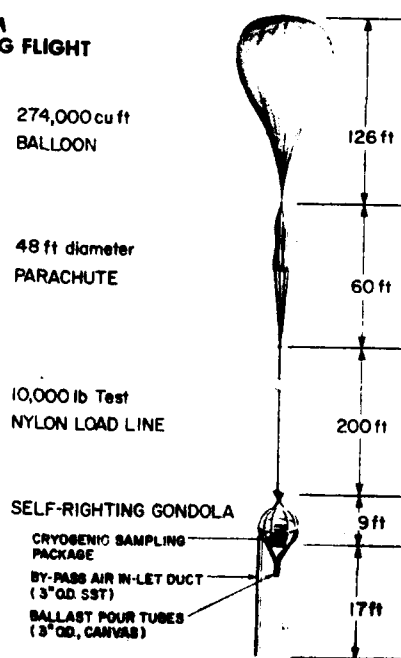 M
G FLIGHT
274,000 cu ft
BALLOON
126 ft
48 ft diameter
PARACHUTE
60 ft
10,000 lb Test
NYLON LOAD LINE
200 ft
SELF-RIGHTING GONDOLA
9 ft
CRYOGENIC SAMPLING
PACKAGE
BY-PASS AIR IN-LET DUCT
(3" O.D. SST)
BALLAST POUR TUBES
(3" O.D., CANVAS)
17 ft